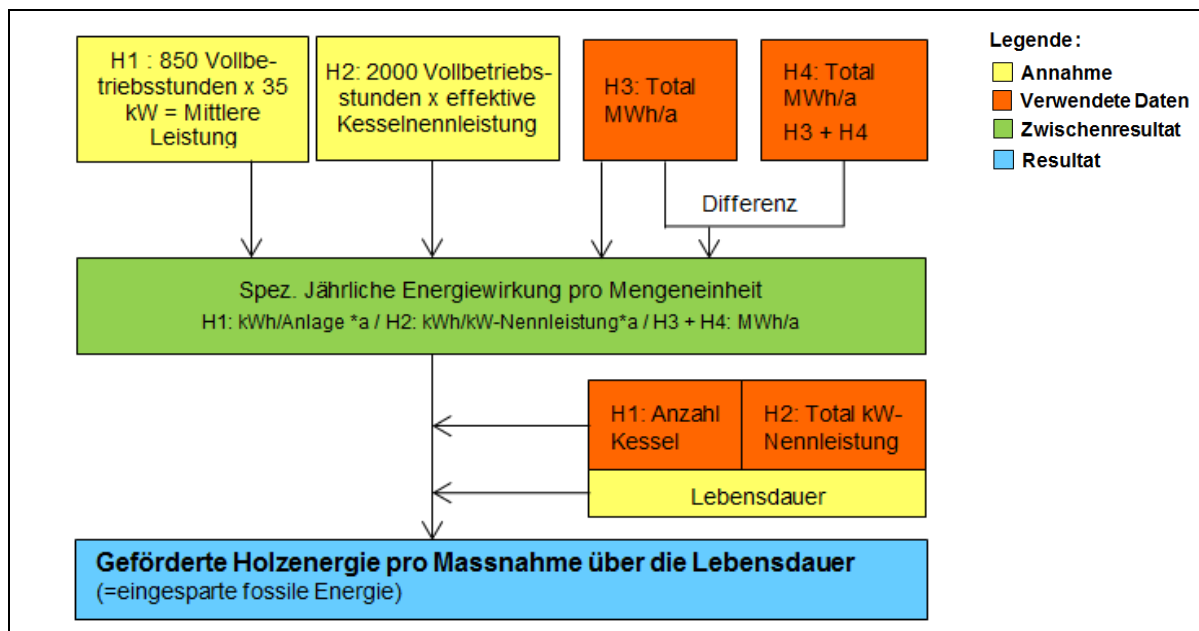 H1 : 850 Vollbe-
triebsstunden x 35
kW = Mittlere
Leistung
H2: 2000 Vollbetriebs-
stunden x effektive
Kesselnennleistung
H3: Total
MWh/a
H4: Total
MWh/a
H3 + H4
Legende:
Annahme
Verwendete Daten
Zwischenresultat
Resultat
Differenz
Spez. Jährliche Energiewirkung pro Mengeneinheit
H1: kWh/Anlage *a / H2: kWh/kW-Nennleistung*a / H3 + H4: MWh/a
H1: Anzahl
Kessel
H2: Total kW-
Nennleistung
Lebensdauer
Geförderte Holzenergie pro Massnahme über die Lebensdauer
(=eingesparte fossile Energie)